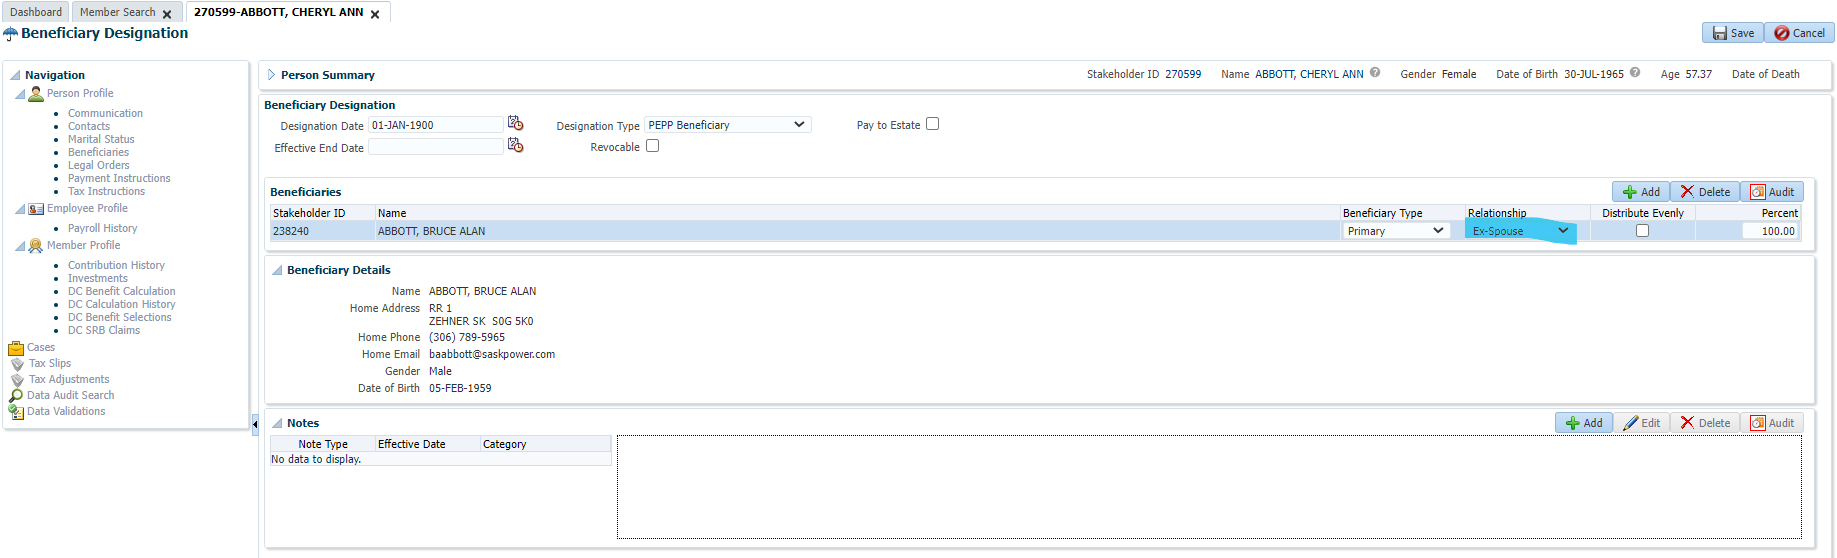 Dashboard Member Search 270599-ABBOTT, CHERYL ANN
Beneficiary Designation Save Cancel
Navigation
Person Profile
Communication
Contacts
Marital Status
Beneficiaries
Legal Orders
Payment Instructions
Tax Instructions
Employee Profile
Payroll History
Member Profile
Contribution History
Investments
DC Benefit Calculation
DC Calculation History
DC Benefit Selections
DC SRB Claims
Cases
Tax Slips
Tax Adjustments
Data Audit Search
Data Validations
Person Summary Stakeholder ID 270599 Name ABBOTT, CHERYL ANN Gender Female Date of Birth 30-JUL-1965 Age 57.37 Date of Death
Beneficiary Designation
Designation Date 01-JAN-1900 Designation Type PEPP Beneficiary Pay to Estate
Effective End Date Revocable
Beneficiaries Add Delete Audit
Stakeholder ID Name Beneficiary Type Relationship Distribute Evenly Percent
238240 ABBOTT, BRUCE ALAN Primary Ex-Spouse 100.00
Beneficiary Details
Name ABBOTT, BRUCE ALAN
Home Address RR 1
ZEHNER SK S0G 5K0
Home Phone (306) 789-5965
Home Email baabbott@saskpower.com
Gender Male
Date of Birth 05-FEB-1959
Notes Add Edit Delete Audit
Note Type Effective Date Category
No data to display.